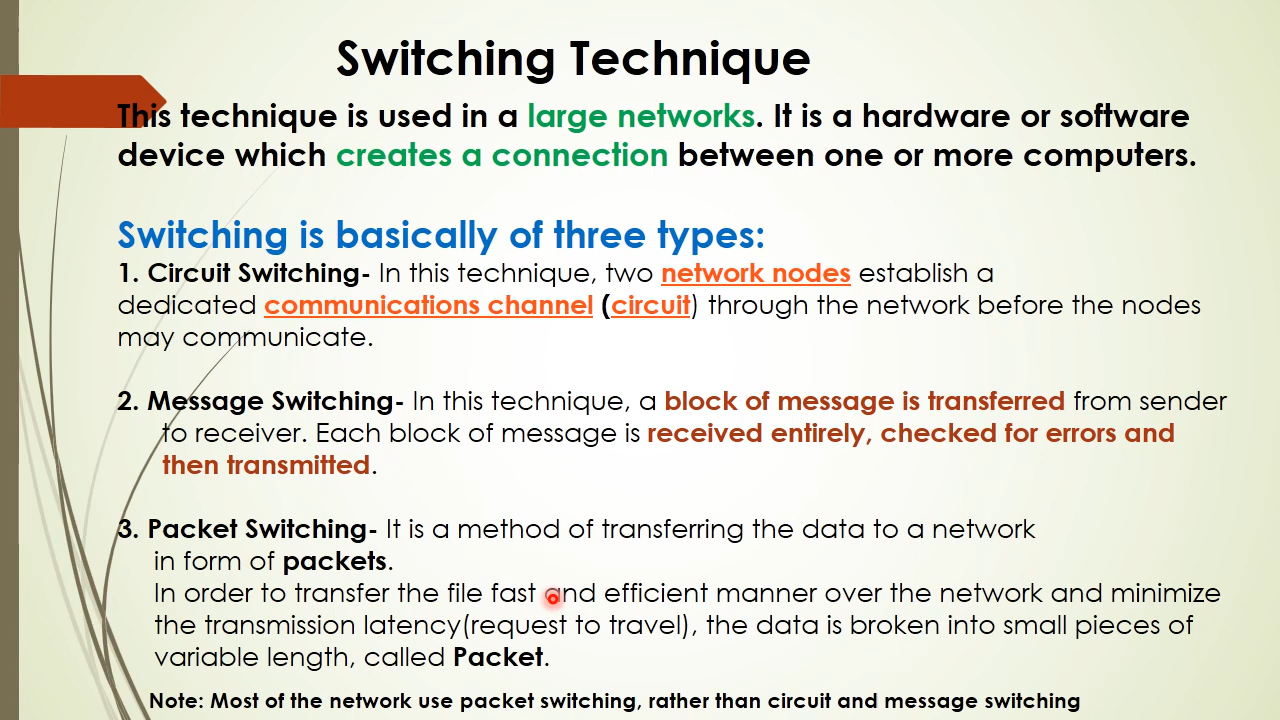 Switching Technique
This technique is used in a large networks. It is a hardware or software
device which creates a connection between one or more computers.
Switching is basically of three types:
1. Circuit Switching- In this technique, two network nodes establish a
dedicated communications channel (circuit) through the network before the nodes
may communicate.
2. Message Switching- In this technique, a block of message is transferred from sender
to receiver. Each block of message is received entirely, checked for errors and
then transmitted.
3. Packet Switching- It is a method of transferring the data to a network
in form of packets.
In order to transfer the file fast and efficient manner over the network and minimize
the transmission latency(request to travel), the data is broken into small pieces of
variable length, called Packet.
Note: Most of the network use packet switching, rather than circuit and message switching